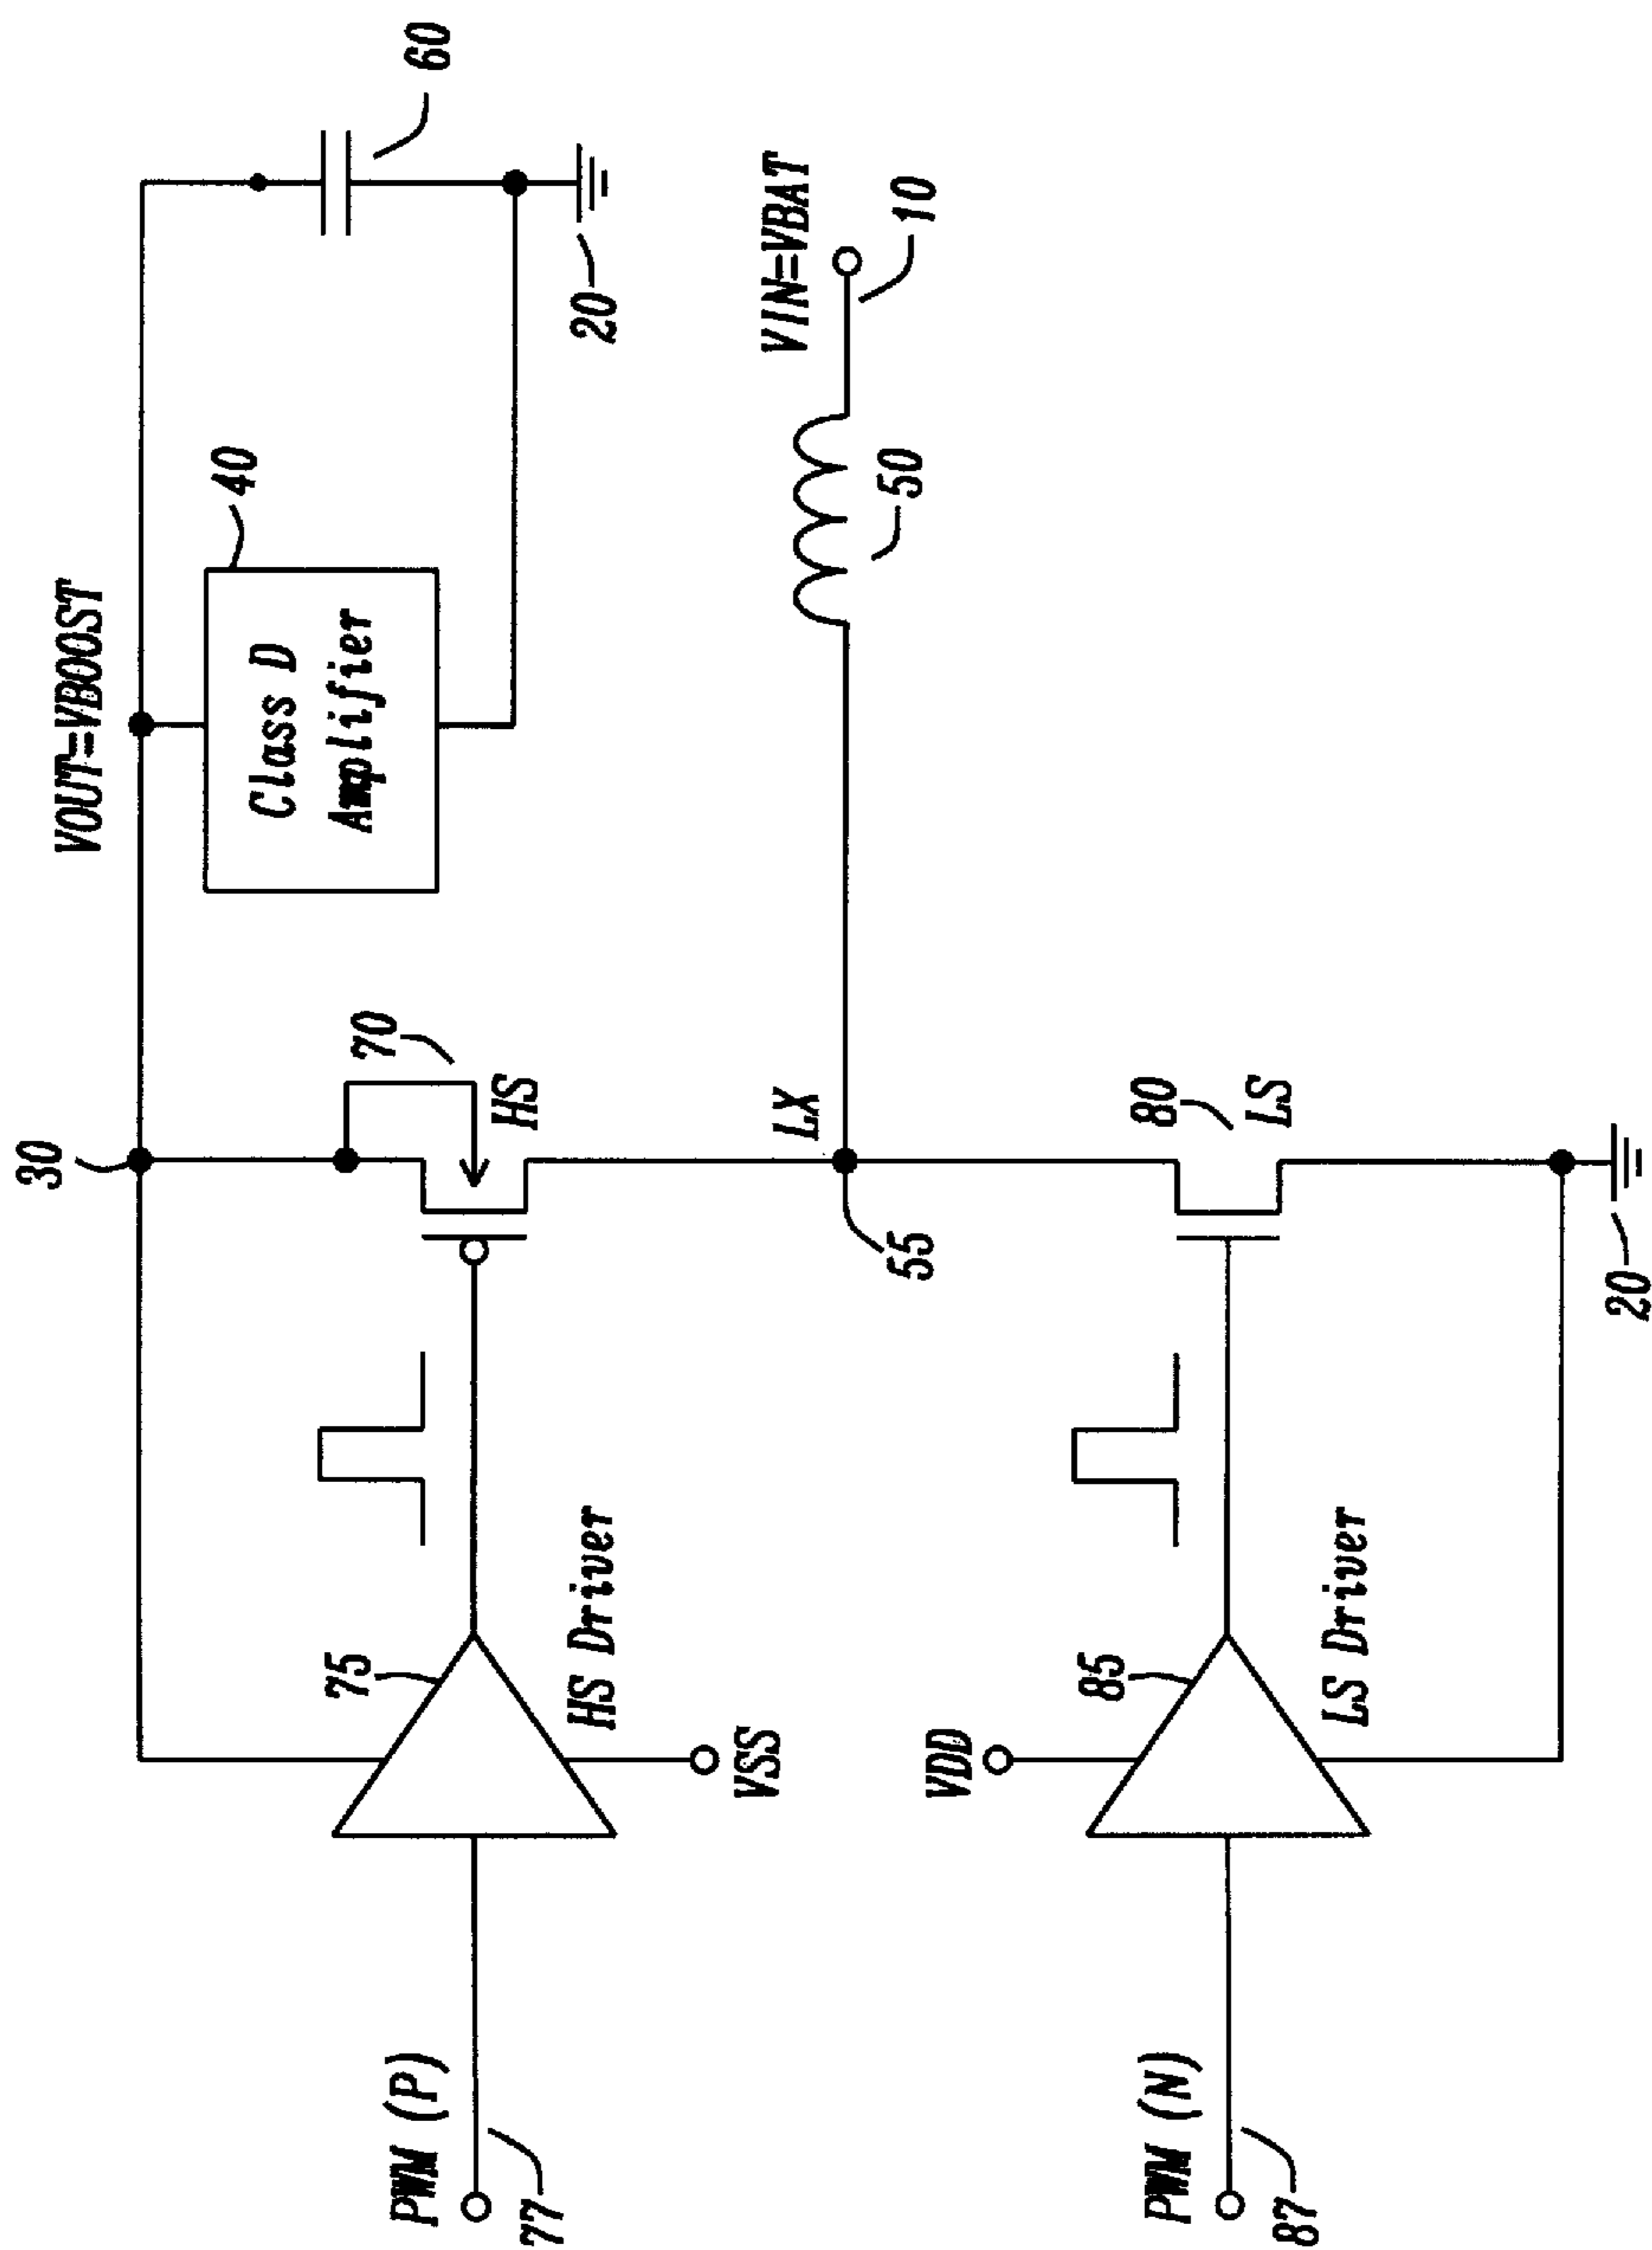 VOUT=VBOOST
30
40
Class D
Amplifier
60
20
70
HS
75
HS Driver
PWM (P)
77
VSS
LX
55
VIN=VBAT
10
50
VDD
80
LS
85
LS Driver
PWM (N)
87
20